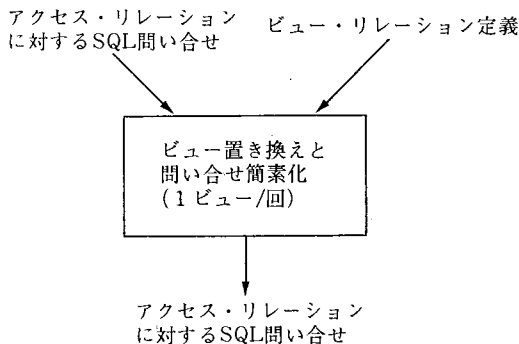 アクセス・リレーション
に対するSQL問い合せ
ビュー・リレーション定義
ビュー置き換えと
問い合せ簡素化
(1ビュー/回)
アクセス・リレーション
に対するSQL問い合せ